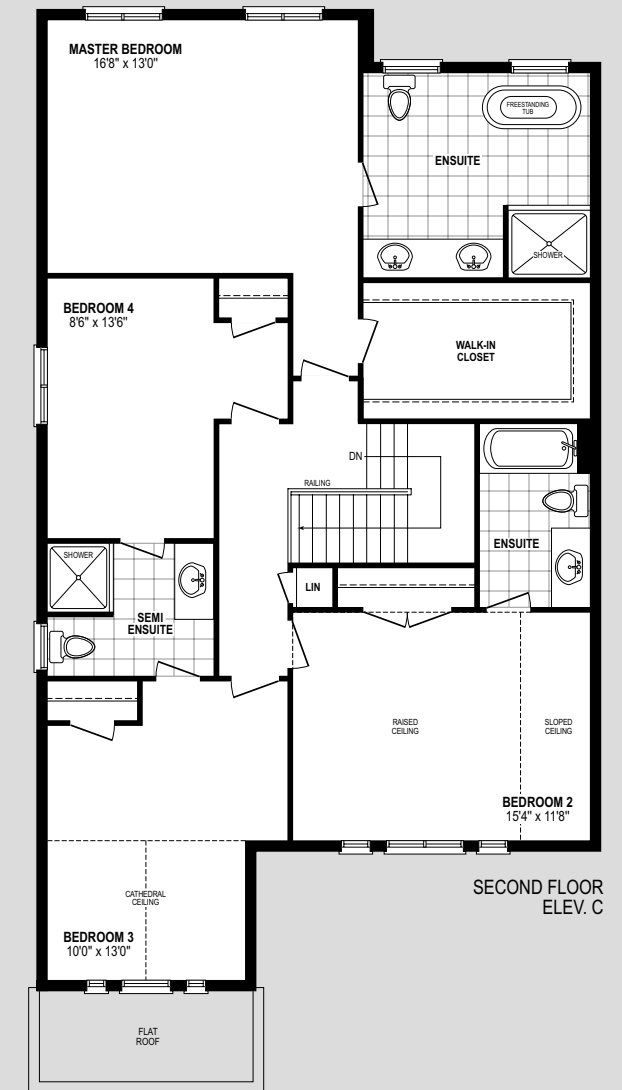 MASTER BEDROOM
16'8" x 13'0"
FREESTANDING
TUB
ENSUITE
SHOWER
BEDROOM 4
8'6" x 13'6"
WALK-IN
CLOSET
DN
RAILING
ENSUITE
SHOWER
LIN
SEMI
ENSUITE
RAISED
CEILING
SLOPED
CEILING
BEDROOM 2
15'4" x 11'8"
CATHEDRAL
CEILING
SECOND FLOOR
ELEV. C
BEDROOM 3
10'0" x 13'0"
FLAT
ROOF